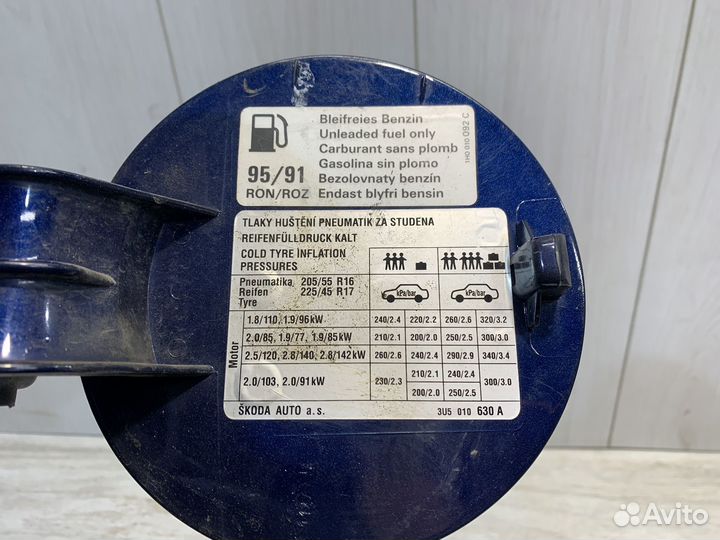 Bleifreies Benzin
Unleaded fuel only
Carburant sans plomb
Gasolina sin plomo
95/91 Bezolovnatý benzín
RON/ROZ Endast blyfri bensin
1H0 010 092 C
TLAKY HUŠTĚNÍ PNEUMATIK ZA STUDENA
REIFENFÜLLDRUCK KALT
COLD TYRE INFLATION
PRESSURES
Pneumatika 205/55 R16
Reifen 225/45 R17
Tyre
kPa/bar kPa/bar
Motor
1.8/110, 1.9/96kW 240/2.4 220/2.2 260/2.6 320/3.2
2.0/85, 1.9/77, 1.9/85kW 210/2.1 200/2.0 250/2.5 300/3.0
2.5/120, 2.8/140, 2.8/142kW 260/2.6 240/2.4 290/2.9 340/3.4
2.0/103, 2.0/91kW 230/2.3 210/2.1 240/2.4 300/3.0
200/2.0 250/2.5
ŠKODA AUTO a.s. 3U5 010 630 A
Avito